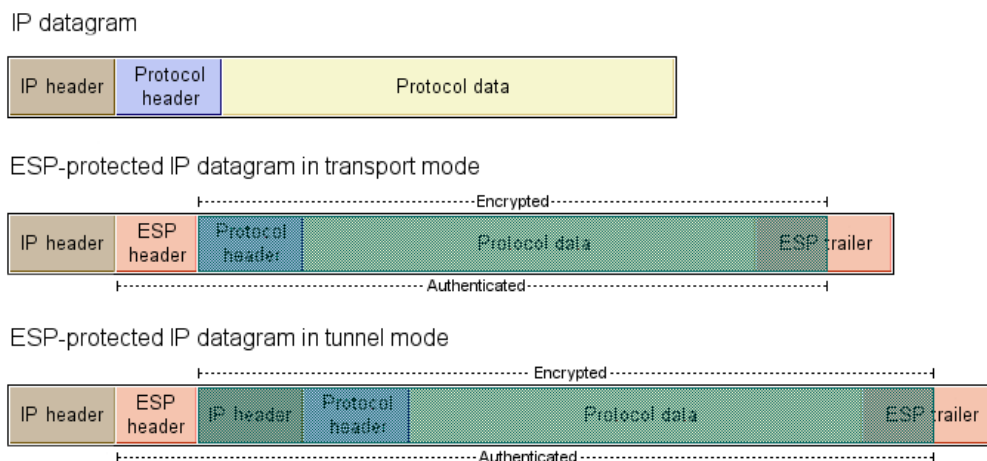 IP datagram
IP header
Protocol
header
Protocol data
ESP-protected IP datagram in transport mode
Encrypted
IP header
ESP
header
Protocol
header
Protocol data
ESP trailer
Authenticated
ESP-protected IP datagram in tunnel mode
Encrypted
IP header
ESP
header
IP header
Protocol
header
Protocol data
ESP trailer
Authenticated